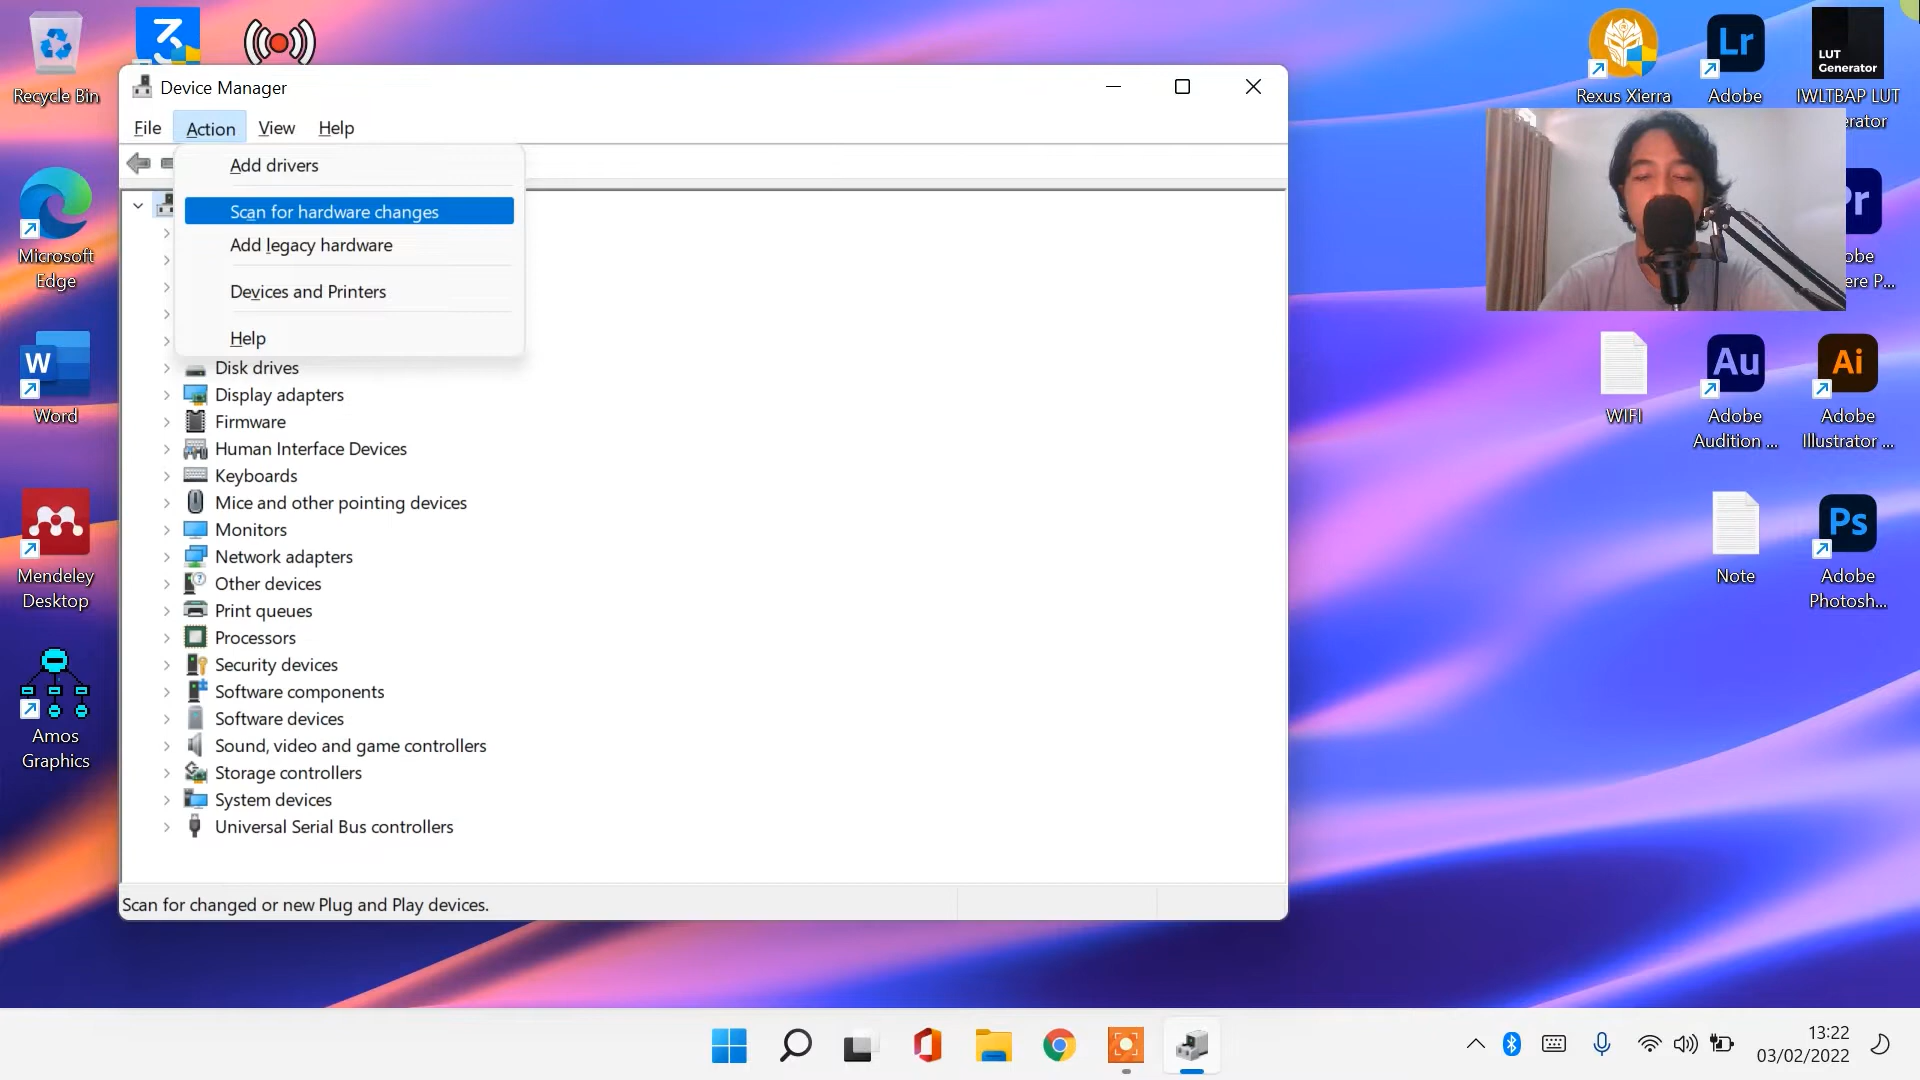 Recycle Bin
Microsoft
Edge
W
Word
Mendeley
Desktop
Amos
Graphics
3
Device Manager
File
Action
View
Help
Add drivers
Scan for hardware changes
Add legacy hardware
Devices and Printers
Help
Disk drives
Display adapters
Firmware
Human Interface Devices
Keyboards
Mice and other pointing devices
Monitors
Network adapters
Other devices
Print queues
Processors
Security devices
Software components
Software devices
Sound, video and game controllers
Storage controllers
System devices
Universal Serial Bus controllers
Scan for changed or new Plug and Play devices.
Rexus Xierra
Lr
Adobe
LUT
Generator
IWLTBAP LUT
WIFI
Au
Adobe
Audition ...
Ai
Adobe
Illustrator ...
Note
Ps
Adobe
Photosh...
13:22
03/02/2022